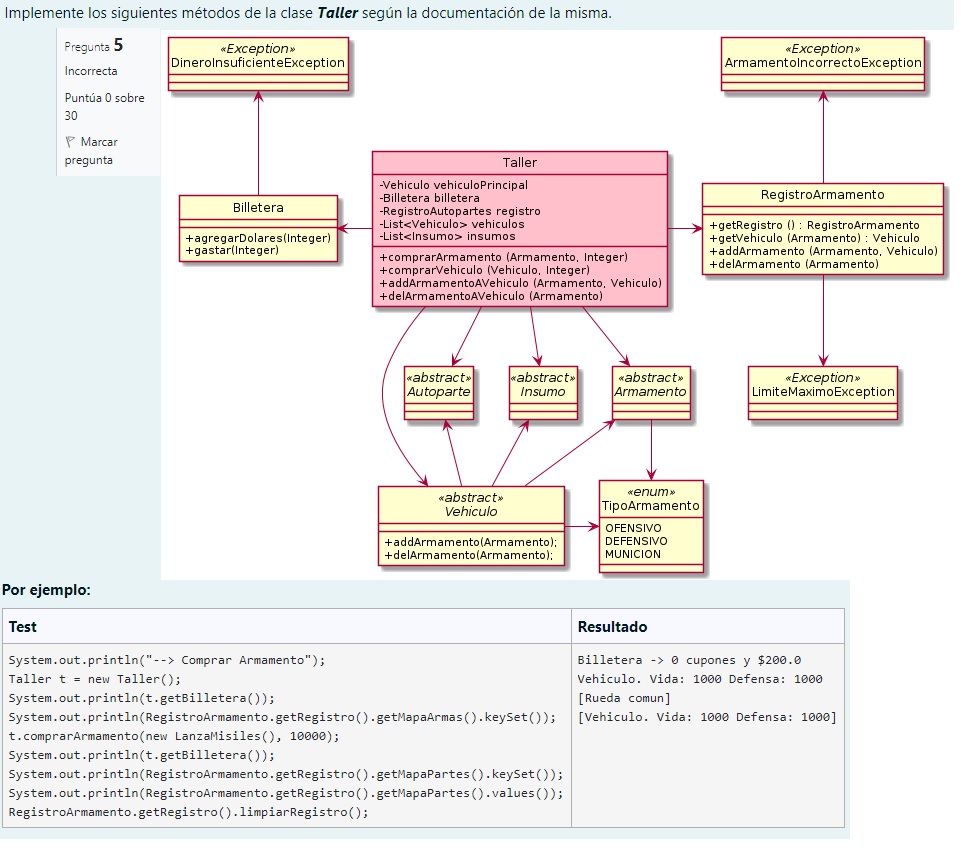 Implemente los siguientes métodos de la clase Taller según la documentación de la misma.
Pregunta 5
Incorrecta
Puntúa 0 sobre
30
Marcar
pregunta
«Exception»
DineroInsuficienteException
«Exception»
ArmamentoIncorrectoException
Taller
-Vehiculo vehiculoPrincipal
-Billetera billetera
-RegistroAutopartes registro
-List<Vehiculo> vehiculos
-List<Insumo> insumos
+comprarArmamento (Armamento, Integer)
+comprarVehiculo (Vehiculo, Integer)
+addArmamentoAVehiculo (Armamento, Vehiculo)
+delArmamentoAVehiculo (Armamento)
Billetera
+agregarDolares(Integer)
+gastar(Integer)
RegistroArmamento
+getRegistro () : RegistroArmamento
+getVehiculo (Armamento) : Vehiculo
+addArmamento (Armamento, Vehiculo)
+delArmamento (Armamento)
«abstract»
Autoparte
«abstract»
Insumo
«abstract»
Armamento
«Exception»
LimiteMaximoException
«abstract»
Vehiculo
+addArmamento(Armamento);
+delArmamento(Armamento);
«enum»
TipoArmamento
OFENSIVO
DEFENSIVO
MUNICION
Por ejemplo:
Test
Resultado
System.out.println("--> Comprar Armamento");
Taller t = new Taller();
System.out.println(t.getBilletera());
System.out.println(RegistroArmamento.getRegistro().getMapaArmas().keySet());
t.comprarArmamento(new LanzaMisiles(), 10000);
System.out.println(t.getBilletera());
System.out.println(RegistroArmamento.getRegistro().getMapaPartes().keySet());
System.out.println(RegistroArmamento.getRegistro().getMapaPartes().values());
RegistroArmamento.getRegistro().limpiarRegistro();
Billetera -> 0 cupones y $200.0
Vehiculo. Vida: 1000 Defensa: 1000
[Rueda comun]
[Vehiculo. Vida: 1000 Defensa: 1000]